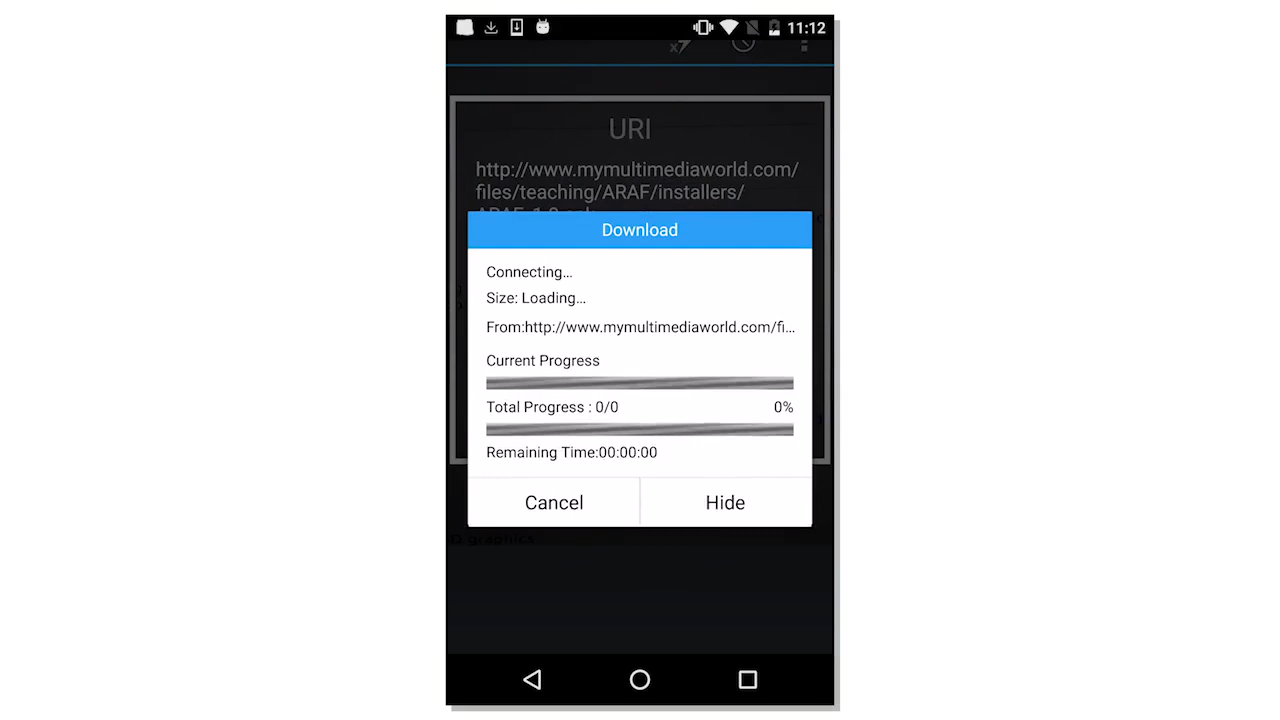 11:12
URI
http://www.mymultimediaworld.com/
files/teaching/ARAF/installers/
Download
Connecting...
Size: Loading...
From:http://www.mymultimediaworld.com/fi...
Current Progress
Total Progress : 0/0 0%
Remaining Time:00:00:00
Cancel Hide
graphics